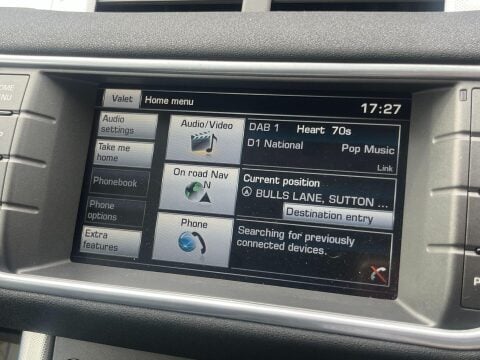 HOME
MENU
Valet
Home menu
17:27
Audio
settings
Take me
home
Phonebook
Phone
options
Extra
features
Audio/Video
DAB 1
Heart 70s
D1 National
Pop Music
Link
On road Nav
N
Current position
BULLS LANE, SUTTON ...
Destination entry
Phone
Searching for previously
connected devices.